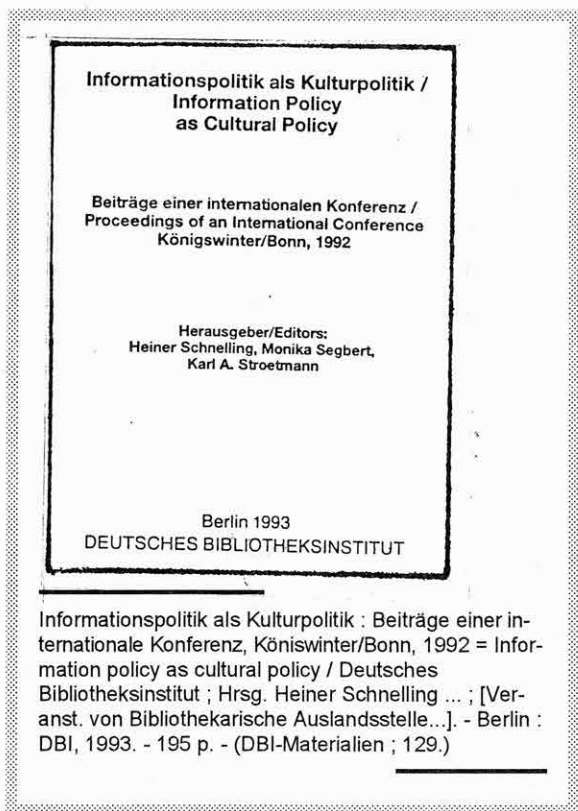 Informationspolitik als Kulturpolitik /
Information Policy
as Cultural Policy
Beiträge einer internationalen Konferenz /
Proceedings of an International Conference
Königswinter/Bonn, 1992
Herausgeber/Editors:
Heiner Schnelling, Monika Segbert,
Karl A. Stroetmann
Berlin 1993
DEUTSCHES BIBLIOTHEKSINSTITUT
Informationspolitik als Kulturpolitik : Beiträge einer in-
ternationale Konferenz, Köniswinter/Bonn, 1992 = Infor-
mation policy as cultural policy / Deutsches
Bibliotheksinstitut ; Hrsg. Heiner Schnelling ... ; [Ver-
anst. von Bibliothekarische Auslandsstelle...]. - Berlin :
DBI, 1993. - 195 p. - (DBI-Materialien ; 129.)